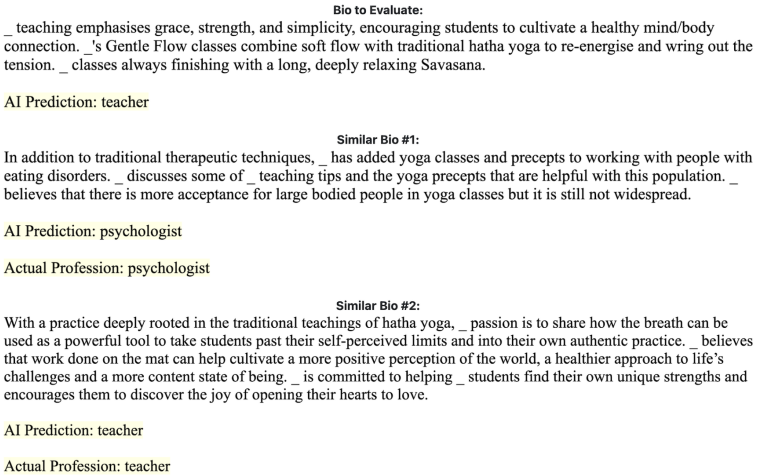 Bio to Evaluate:
_ teaching emphasises grace, strength, and simplicity, encouraging students to cultivate a healthy mind/body
connection. _'s Gentle Flow classes combine soft flow with traditional hatha yoga to re-energise and wring out the
tension. _ classes always finishing with a long, deeply relaxing Savasana.
AI Prediction: teacher
Similar Bio #1:
In addition to traditional therapeutic techniques, _ has added yoga classes and precepts to working with people with
eating disorders. _ discusses some of _ teaching tips and the yoga precepts that are helpful with this population. _
believes that there is more acceptance for large bodied people in yoga classes but it is still not widespread.
AI Prediction: psychologist
Actual Profession: psychologist
Similar Bio #2:
With a practice deeply rooted in the traditional teachings of hatha yoga, _ passion is to share how the breath can be
used as a powerful tool to take students past their self-perceived limits and into their own authentic practice. _ believes
that work done on the mat can help cultivate a more positive perception of the world, a healthier approach to life’s
challenges and a more content state of being. _ is committed to helping _ students find their own unique strengths and
encourages them to discover the joy of opening their hearts to love.
AI Prediction: teacher
Actual Profession: teacher